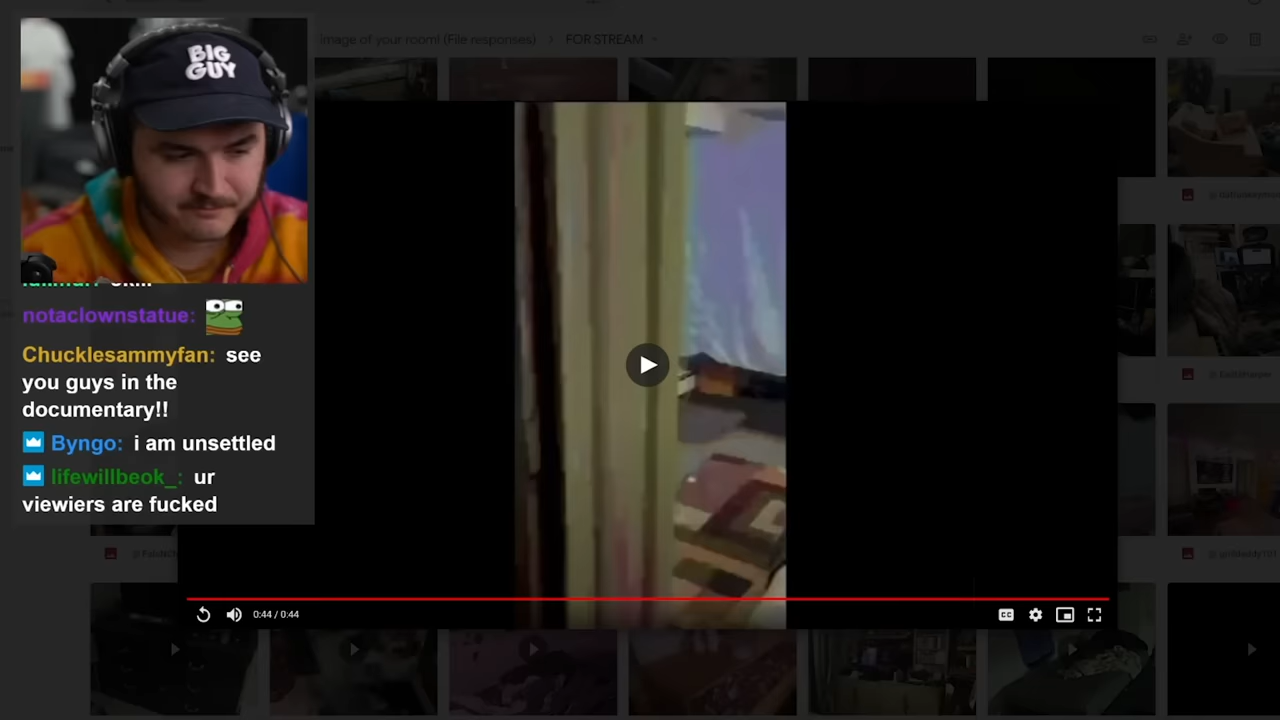 image of your room! (File responses) > FOR STREAM
BIG
GUY
notaclownstatue:
Chucklesammyfan: see
you guys in the
documentary!!
Byngo: i am unsettled
lifewillbeok_: ur
viewiers are fucked
0:44 / 0:44
CC